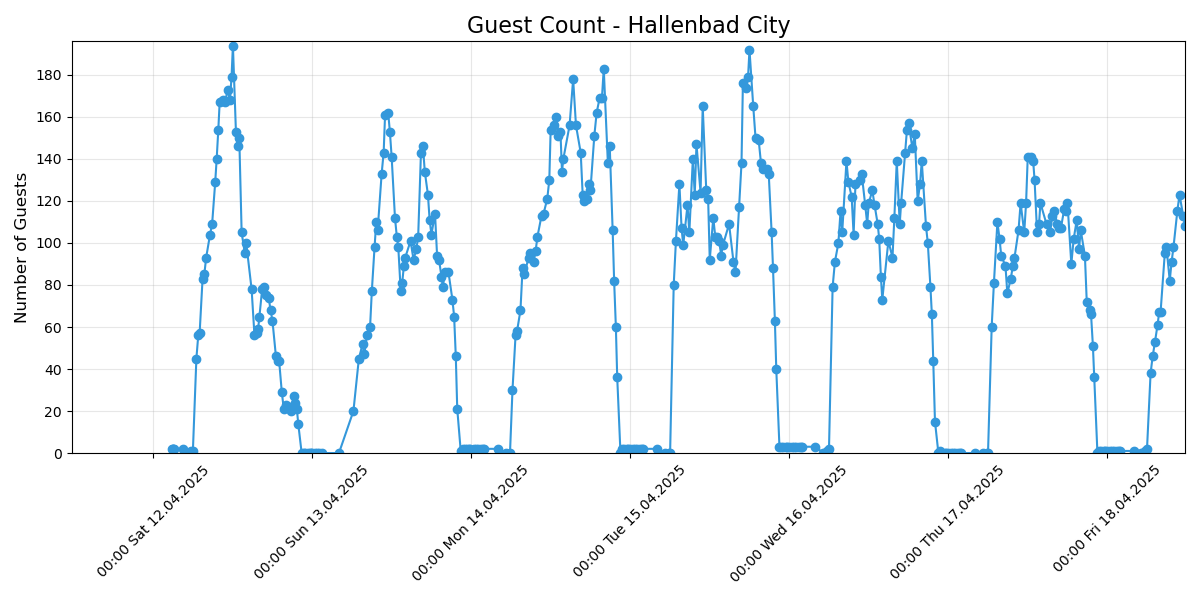 Guest Count - Hallenbad City
Number of Guests
180
160
140
120
100
80
60
40
20
0
00:00 Sat 12.04.2025
00:00 Sun 13.04.2025
00:00 Mon 14.04.2025
00:00 Tue 15.04.2025
00:00 Wed 16.04.2025
00:00 Thu 17.04.2025
00:00 Fri 18.04.2025